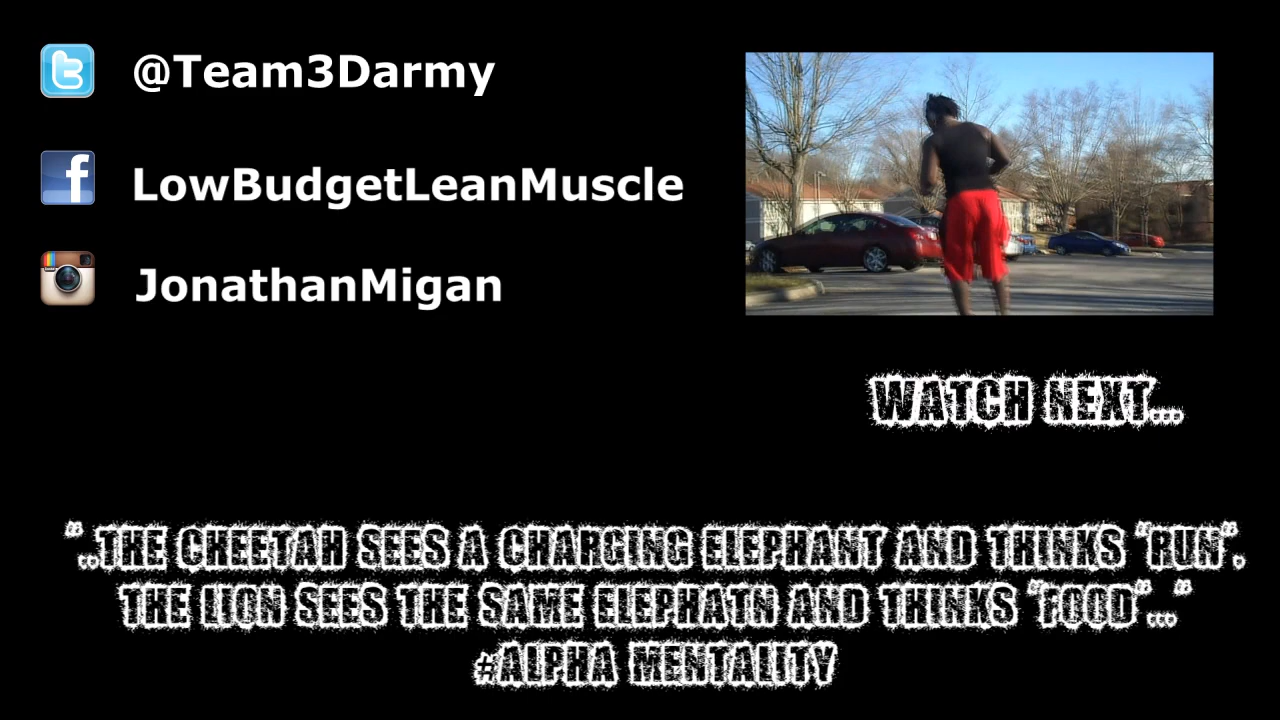 @Team3Darmy
LowBudgetLeanMuscle
JonathanMigan
WATCH NEXT...
"..THE CHEETAH SEES A CHARGING ELEPHANT AND THINKS "RUN".
THE LION SEES THE SAME ELEPHATN AND THINKS "FOOD"..."
#ALPHA MENTALITY